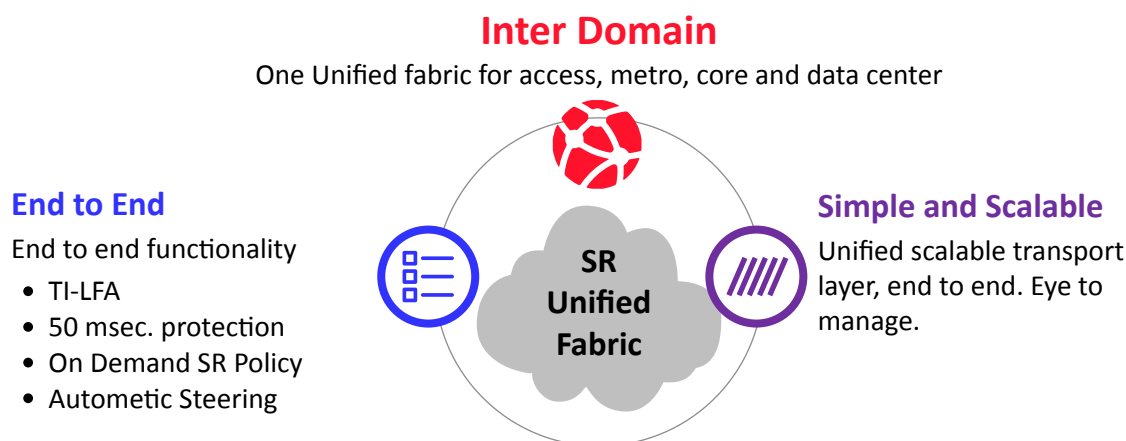 Inter Domain
One Unified fabric for access, metro, core and data center
End to End
End to end functionality
• TI-LFA
• 50 msec. protection
• On Demand SR Policy
• Autometic Steering
SR
Unified
Fabric
Simple and Scalable
Unified scalable transport
layer, end to end. Eye to
manage.